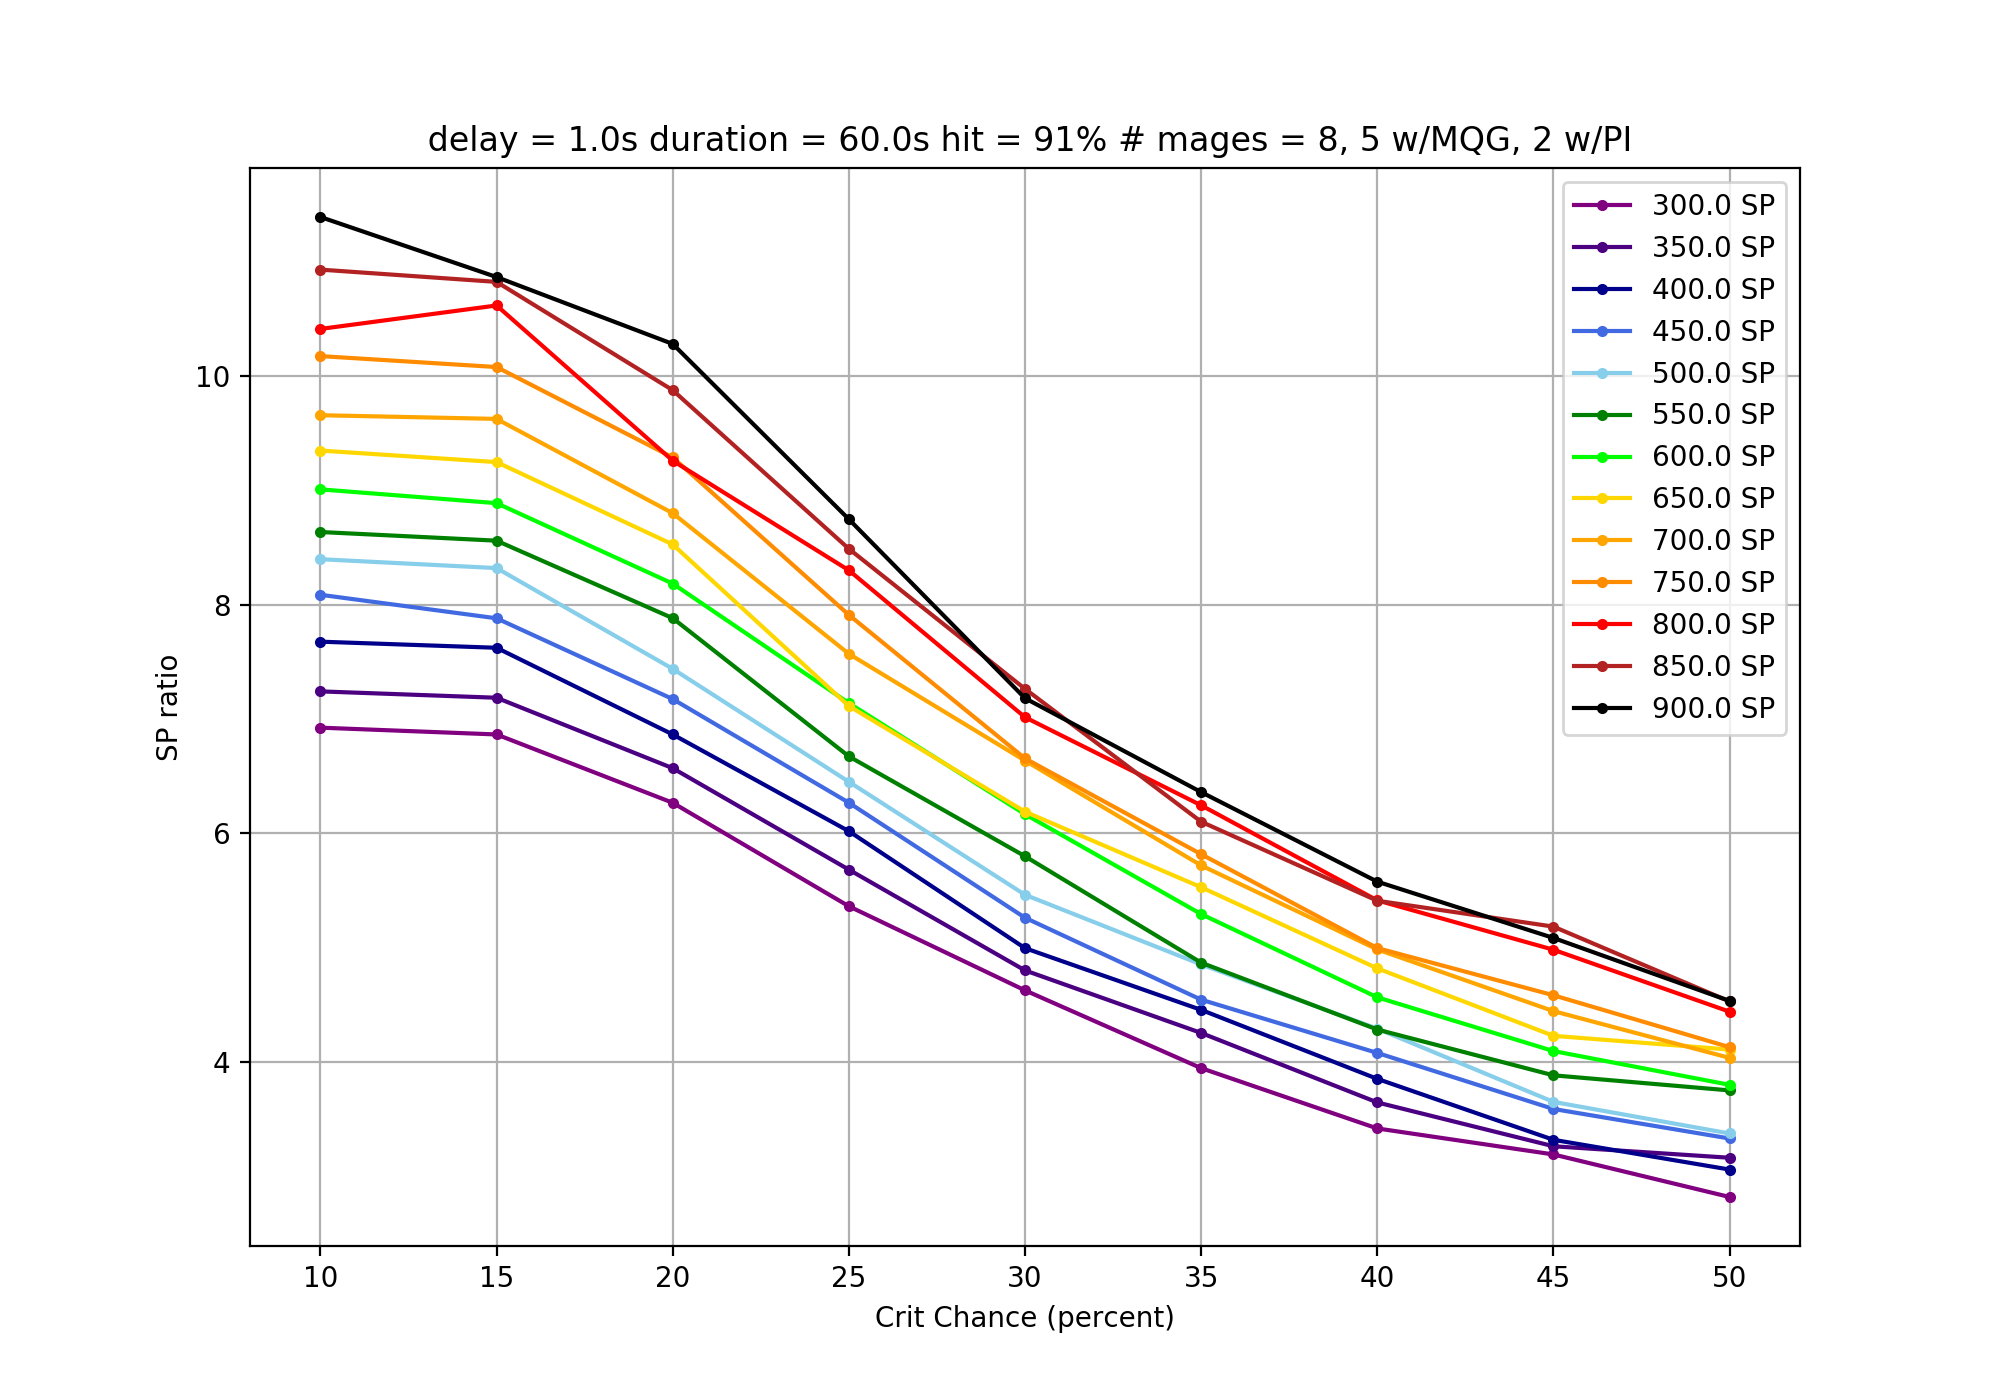 delay = 1.0s duration = 60.0s hit = 91% # mages = 8, 5 w/MQG, 2 w/PI
300.0 SP
350.0 SP
400.0 SP
450.0 SP
500.0 SP
550.0 SP
600.0 SP
650.0 SP
700.0 SP
750.0 SP
800.0 SP
850.0 SP
900.0 SP
SP ratio
10
8
6
4
10 15 20 25 30 35 40 45 50
Crit Chance (percent)